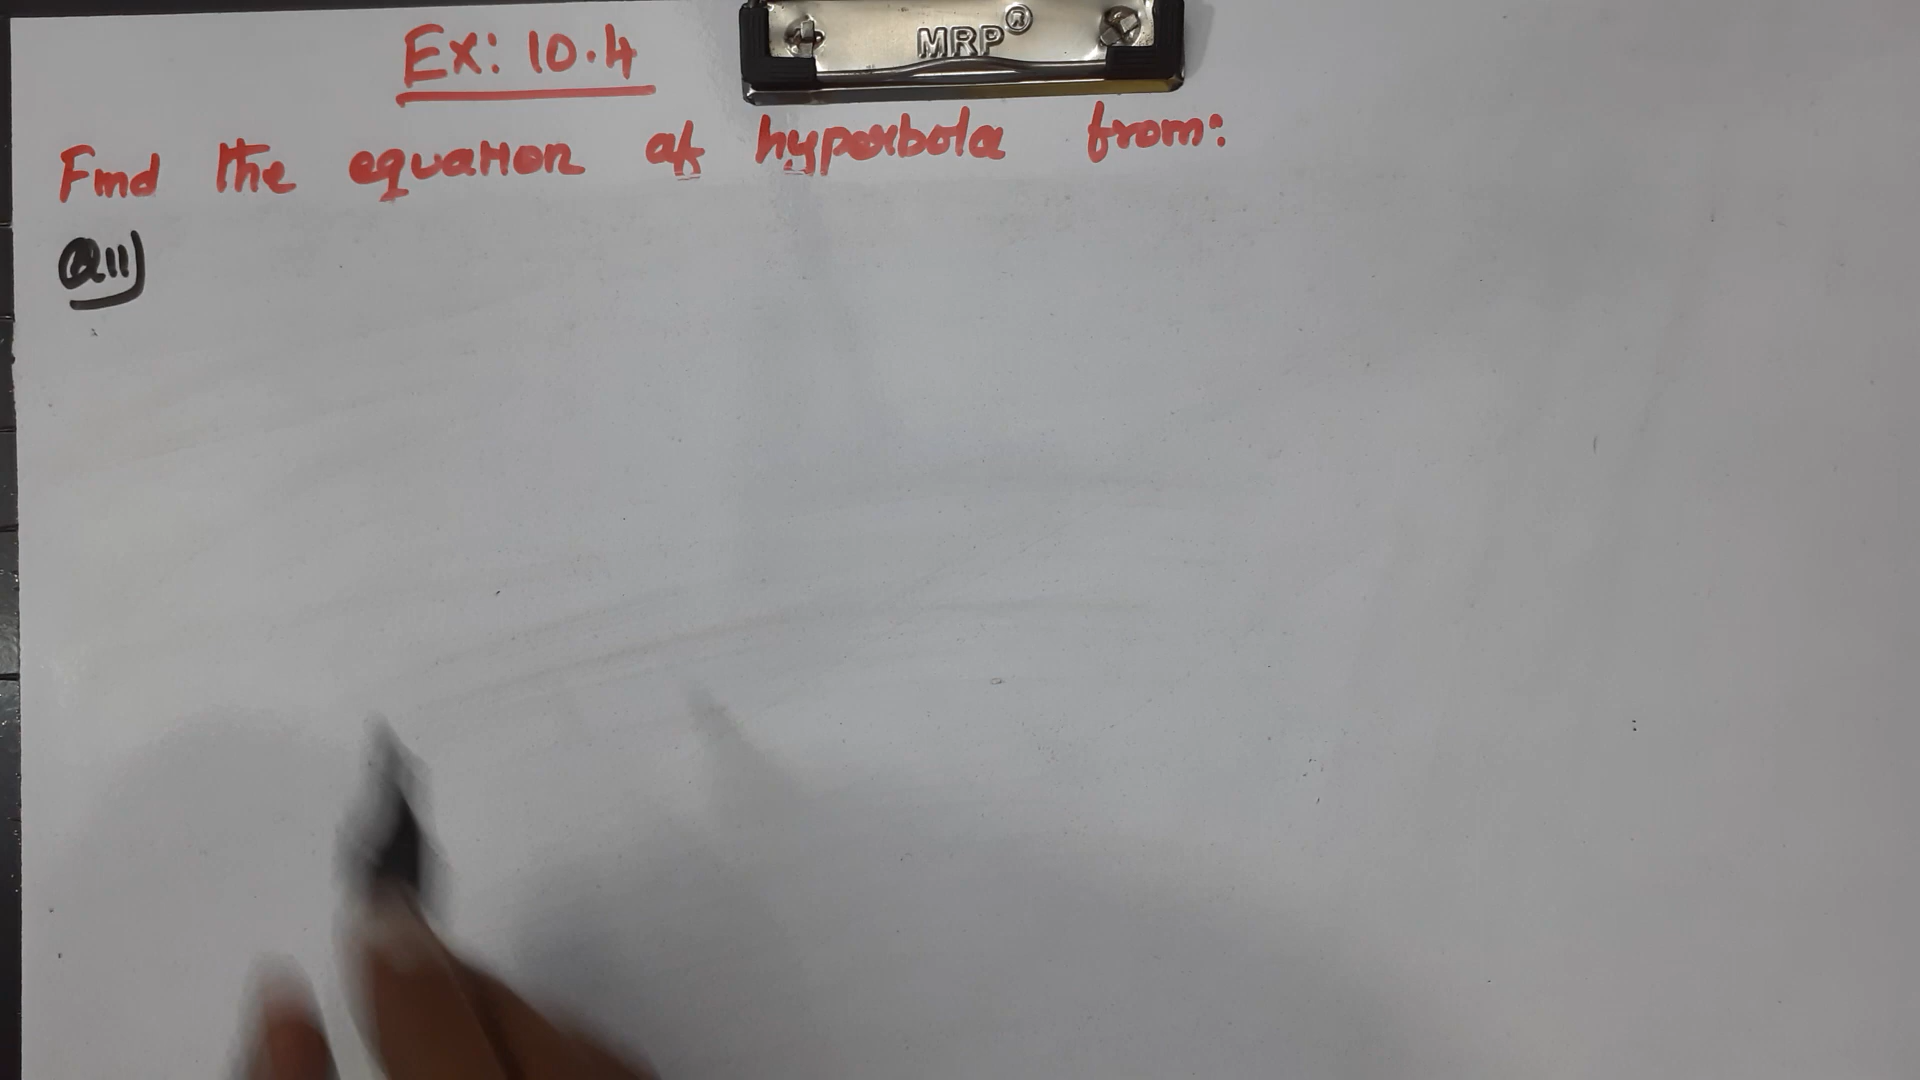 MRP®
Ex: 10.4
Find the equation of hyperbola from:
Q11)